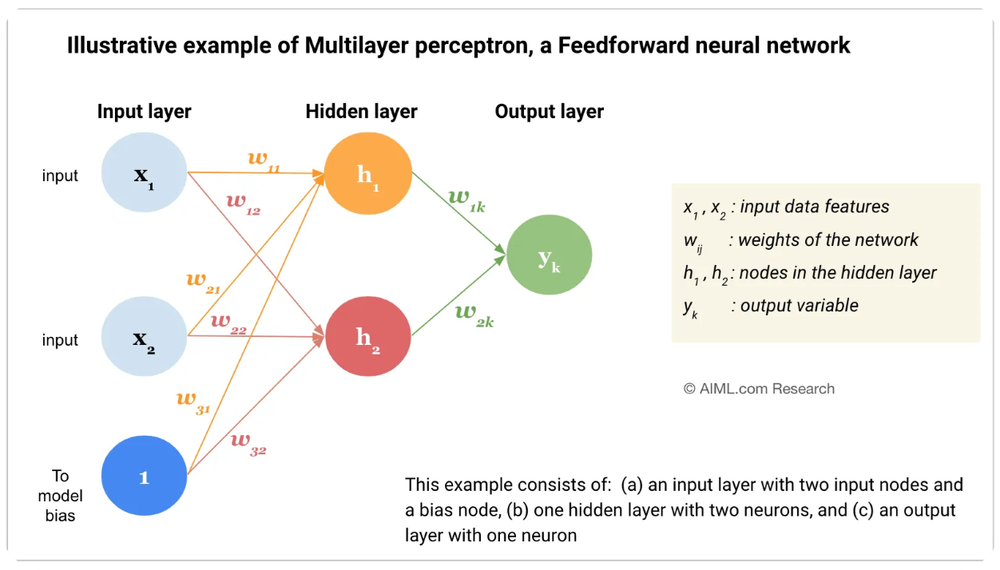 Illustrative example of Multilayer perceptron, a Feedforward neural network
Input layer
Hidden layer
Output layer
input
x1
w11
h1
w12
w1k
yk
w21
w22
w2k
input
x2
h2
w31
w32
To
model
bias
1
x1 , x2 : input data features
wij : weights of the network
h1 , h2 : nodes in the hidden layer
yk : output variable
© AIML.com Research
This example consists of: (a) an input layer with two input nodes and
a bias node, (b) one hidden layer with two neurons, and (c) an output
layer with one neuron